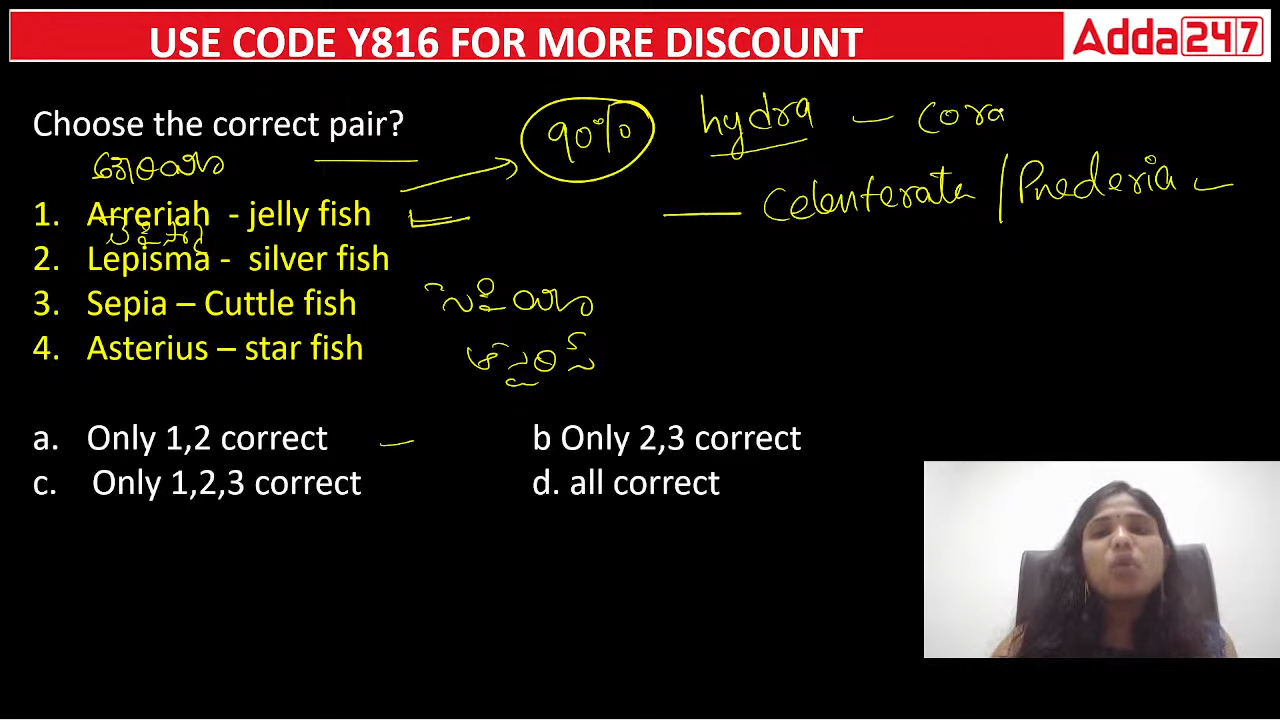 USE CODE Y816 FOR MORE DISCOUNT
Adda247
Choose the correct pair?
90%
hydra - cora
Celenterata / Pnederia
1. Arreriah - jelly fish
2. Lepisma - silver fish
3. Sepia – Cuttle fish
4. Asterius – star fish
a. Only 1,2 correct
b Only 2,3 correct
c. Only 1,2,3 correct
d. all correct